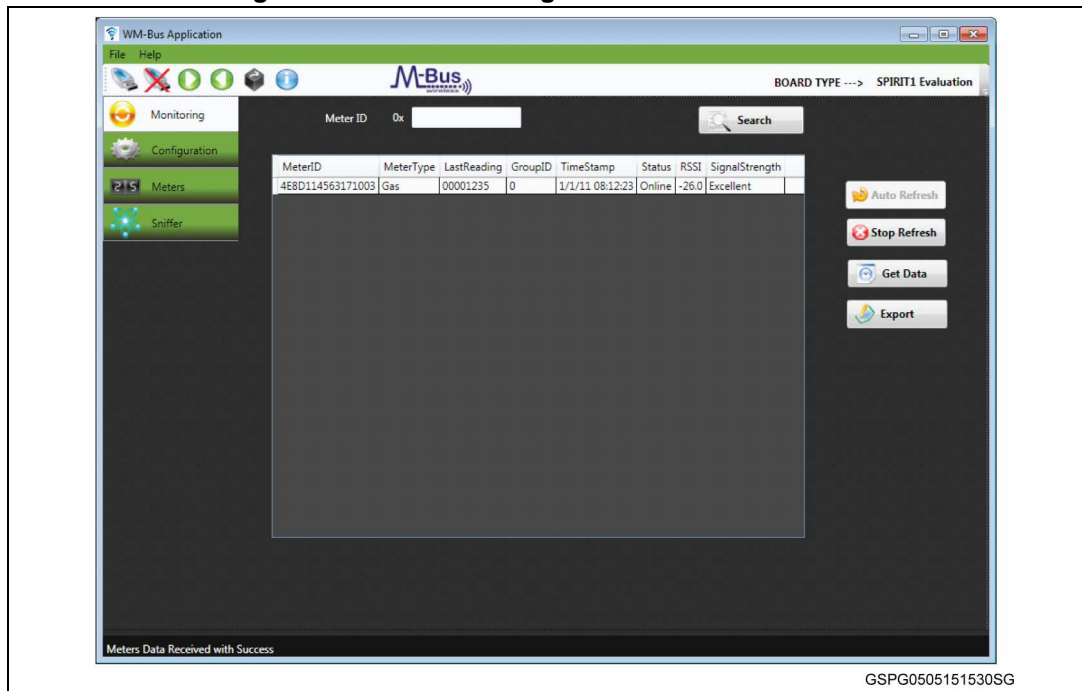 WM-Bus Application
File Help
M-Bus
wireless
BOARD TYPE ---> SPIRIT1 Evaluation
Monitoring
Meter ID 0x
Search
Configuration
MeterID MeterType LastReading GroupID TimeStamp Status RSSI SignalStrength
4E8D114563171003 Gas 00001235 0 1/1/11 08:12:23 Online -26.0 Excellent
Meters
Auto Refresh
Sniffer
Stop Refresh
Get Data
Export
Meters Data Received with Success
GSPG0505151530SG